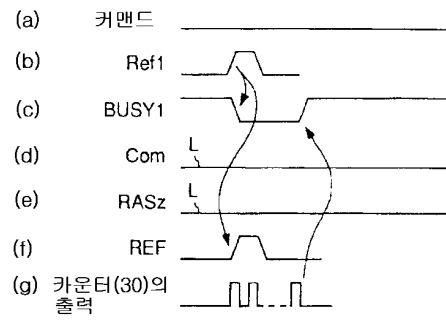 (a) 커맨드
(b) Ref1
(c) BUSY1
(d) Com L
(e) RASz L
(f) REF
(g) 카운터(30)의
출력